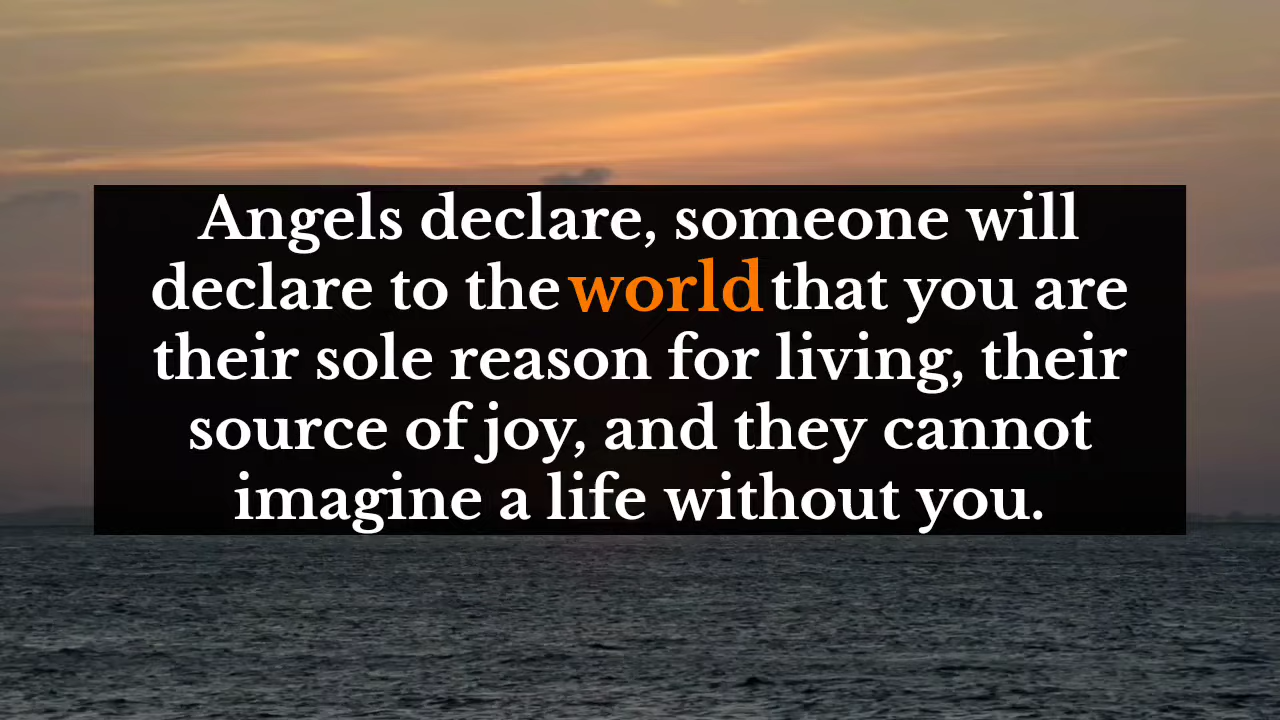 Angels declare, someone will
declare to the world that you are
their sole reason for living, their
source of joy, and they cannot
imagine a life without you.